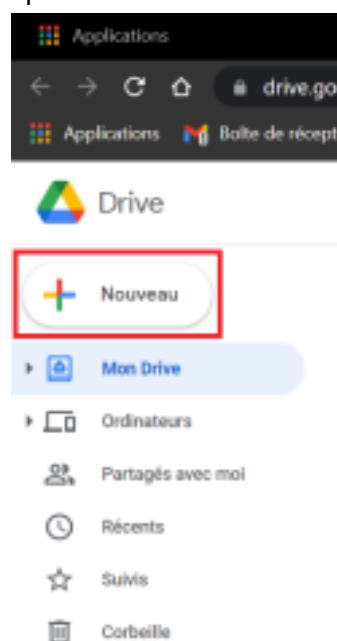 Applications
drive.go
Applications Boîte de récept
Drive
Nouveau
Mon Drive
Ordinateurs
Partagés avec moi
Récents
Suivis
Corbeille